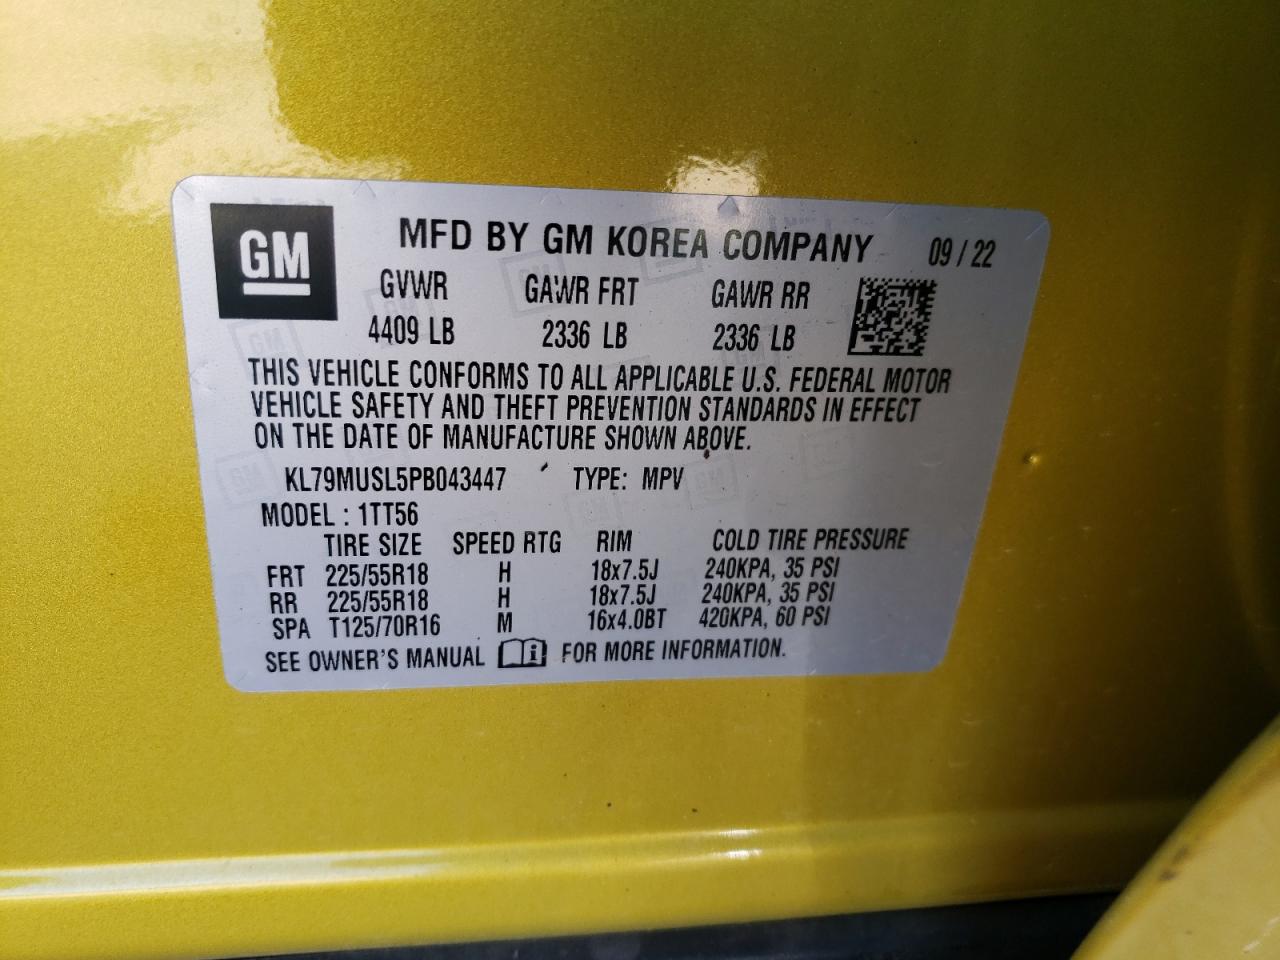 GM
MFD BY GM KOREA COMPANY 09 / 22
GVWR GAWR FRT GAWR RR
4409 LB 2336 LB 2336 LB
THIS VEHICLE CONFORMS TO ALL APPLICABLE U.S. FEDERAL MOTOR
VEHICLE SAFETY AND THEFT PREVENTION STANDARDS IN EFFECT
ON THE DATE OF MANUFACTURE SHOWN ABOVE.
KL79MUSL5PB043447 TYPE: MPV
MODEL : 1TT56
TIRE SIZE SPEED RTG RIM COLD TIRE PRESSURE
FRT 225/55R18 H 18x7.5J 240KPA, 35 PSI
RR 225/55R18 H 18x7.5J 240KPA, 35 PSI
SPA T125/70R16 M 16x4.0BT 420KPA, 60 PSI
SEE OWNER'S MANUAL i FOR MORE INFORMATION.